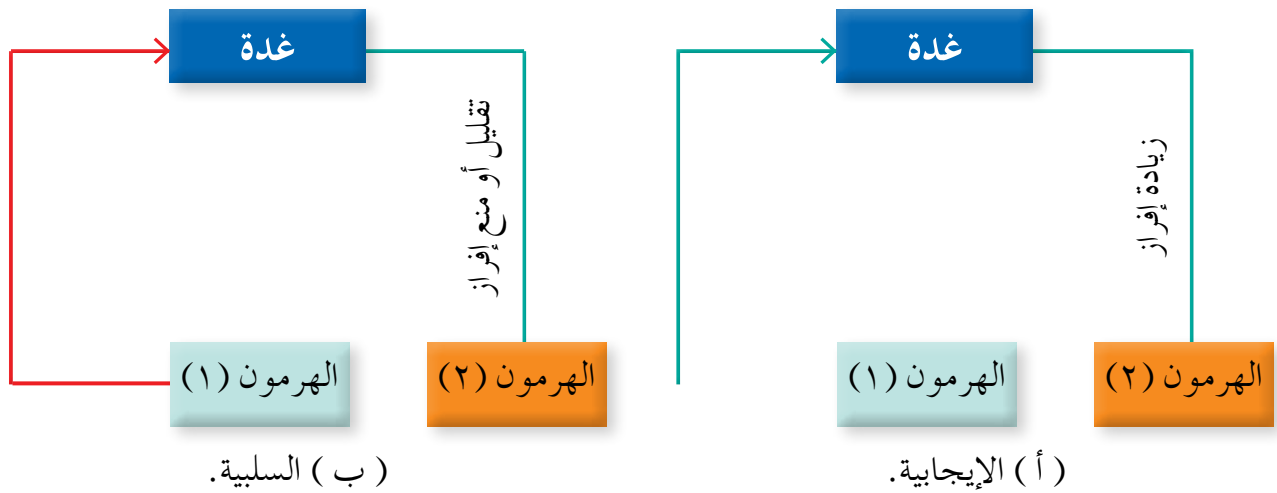 غدة
زيادة إفراز
الهرمون (١)
الهرمون (٢)
( أ ) الإيجابية.
غدة
تقليل أو منع إفراز
الهرمون (١)
الهرمون (٢)
( ب ) السلبية.